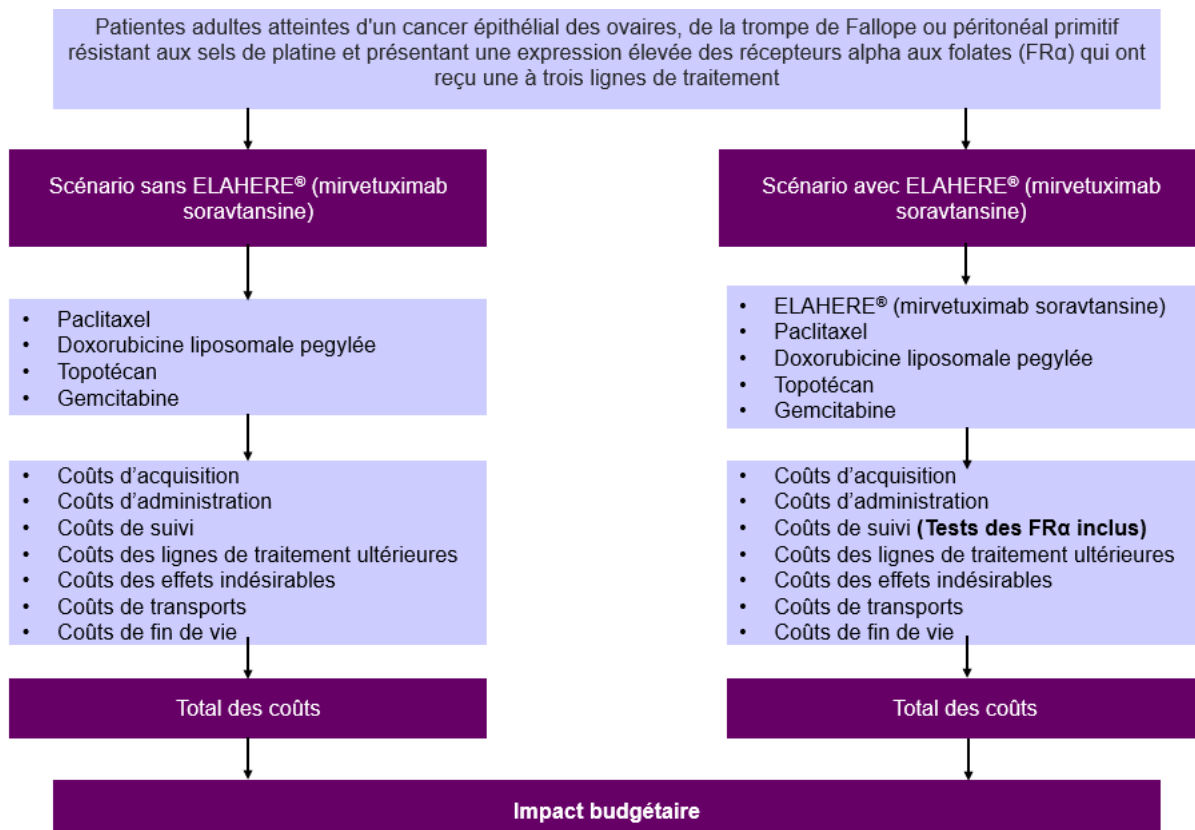 Patientes adultes atteintes d'un cancer épithélial des ovaires, de la trompe de Fallope ou péritonéal primitif
résistant aux sels de platine et présentant une expression élevée des récepteurs alpha aux folates (FRα) qui ont
reçu une à trois lignes de traitement
Scénario sans ELAHERE® (mirvetuximab
soravtansine)
• Paclitaxel
• Doxorubicine liposomale pegylée
• Topotécan
• Gemcitabine
• Coûts d'acquisition
• Coûts d'administration
• Coûts de suivi
• Coûts des lignes de traitement ultérieures
• Coûts des effets indésirables
• Coûts de transports
• Coûts de fin de vie
Total des coûts
Scénario avec ELAHERE® (mirvetuximab
soravtansine)
• ELAHERE® (mirvetuximab soravtansine)
• Paclitaxel
• Doxorubicine liposomale pegylée
• Topotécan
• Gemcitabine
• Coûts d'acquisition
• Coûts d'administration
• Coûts de suivi (Tests des FRα inclus)
• Coûts des lignes de traitement ultérieures
• Coûts des effets indésirables
• Coûts de transports
• Coûts de fin de vie
Total des coûts
Impact budgétaire